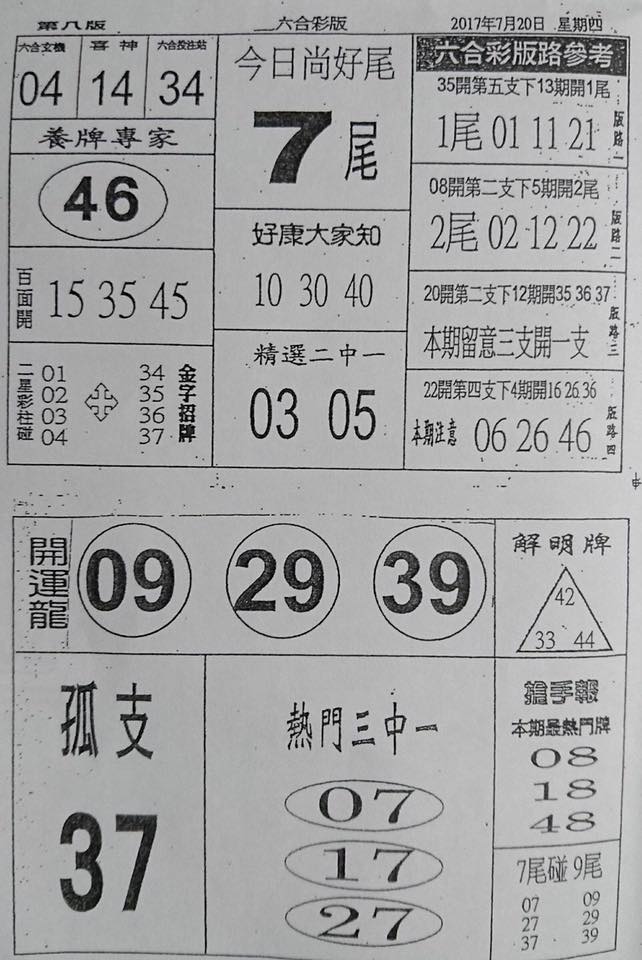 第八版 六合彩版 2017年7月20日 星期四
六合玄機 喜神 六合投注站
04 14 34
養牌專家
46
百面開
15 35 45
二星彩柱碰
01
02
03
04
34
35
36
37
金字招牌
今日尚好尾
7尾
好康大家知
10 30 40
精選二中一
03 05
六合彩版路參考
35開第五支下13期開1尾
1尾 01 11 21
版路一
08開第二支下5期開2尾
2尾 02 12 22
版路二
20開第二支下12期開35 36 37
本期留意三支開一支
版路三
22開第四支下4期開16 26 36
本期注意 06 26 46
版路四
開運龍
09 29 39
解明牌
42
33 44
孤支
37
熱門三中一
07
17
27
槍手報
本期最熱門牌
08
18
48
7尾碰9尾
07 09
27 29
37 39